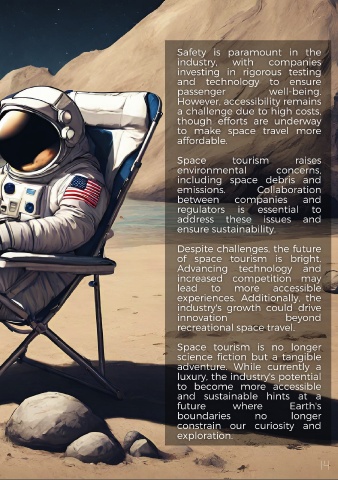 Safety is paramount in the
industry, with companies
investing in rigorous testing
and technology to ensure
passenger well-being.
However, accessibility remains
a challenge due to high costs,
though efforts are underway
to make space travel more
affordable.
Space tourism raises
environmental concerns,
including space debris and
emissions. Collaboration
between companies and
regulators is essential to
address these issues and
ensure sustainability.
Despite challenges, the future
of space tourism is bright.
Advancing technology and
increased competition may
lead to more accessible
experiences. Additionally, the
industry's growth could drive
innovation beyond
recreational space travel.
Space tourism is no longer
science fiction but a tangible
adventure. While currently a
luxury, the industry's potential
to become more accessible
and sustainable hints at a
future where Earth's
boundaries no longer
constrain our curiosity and
exploration.
14